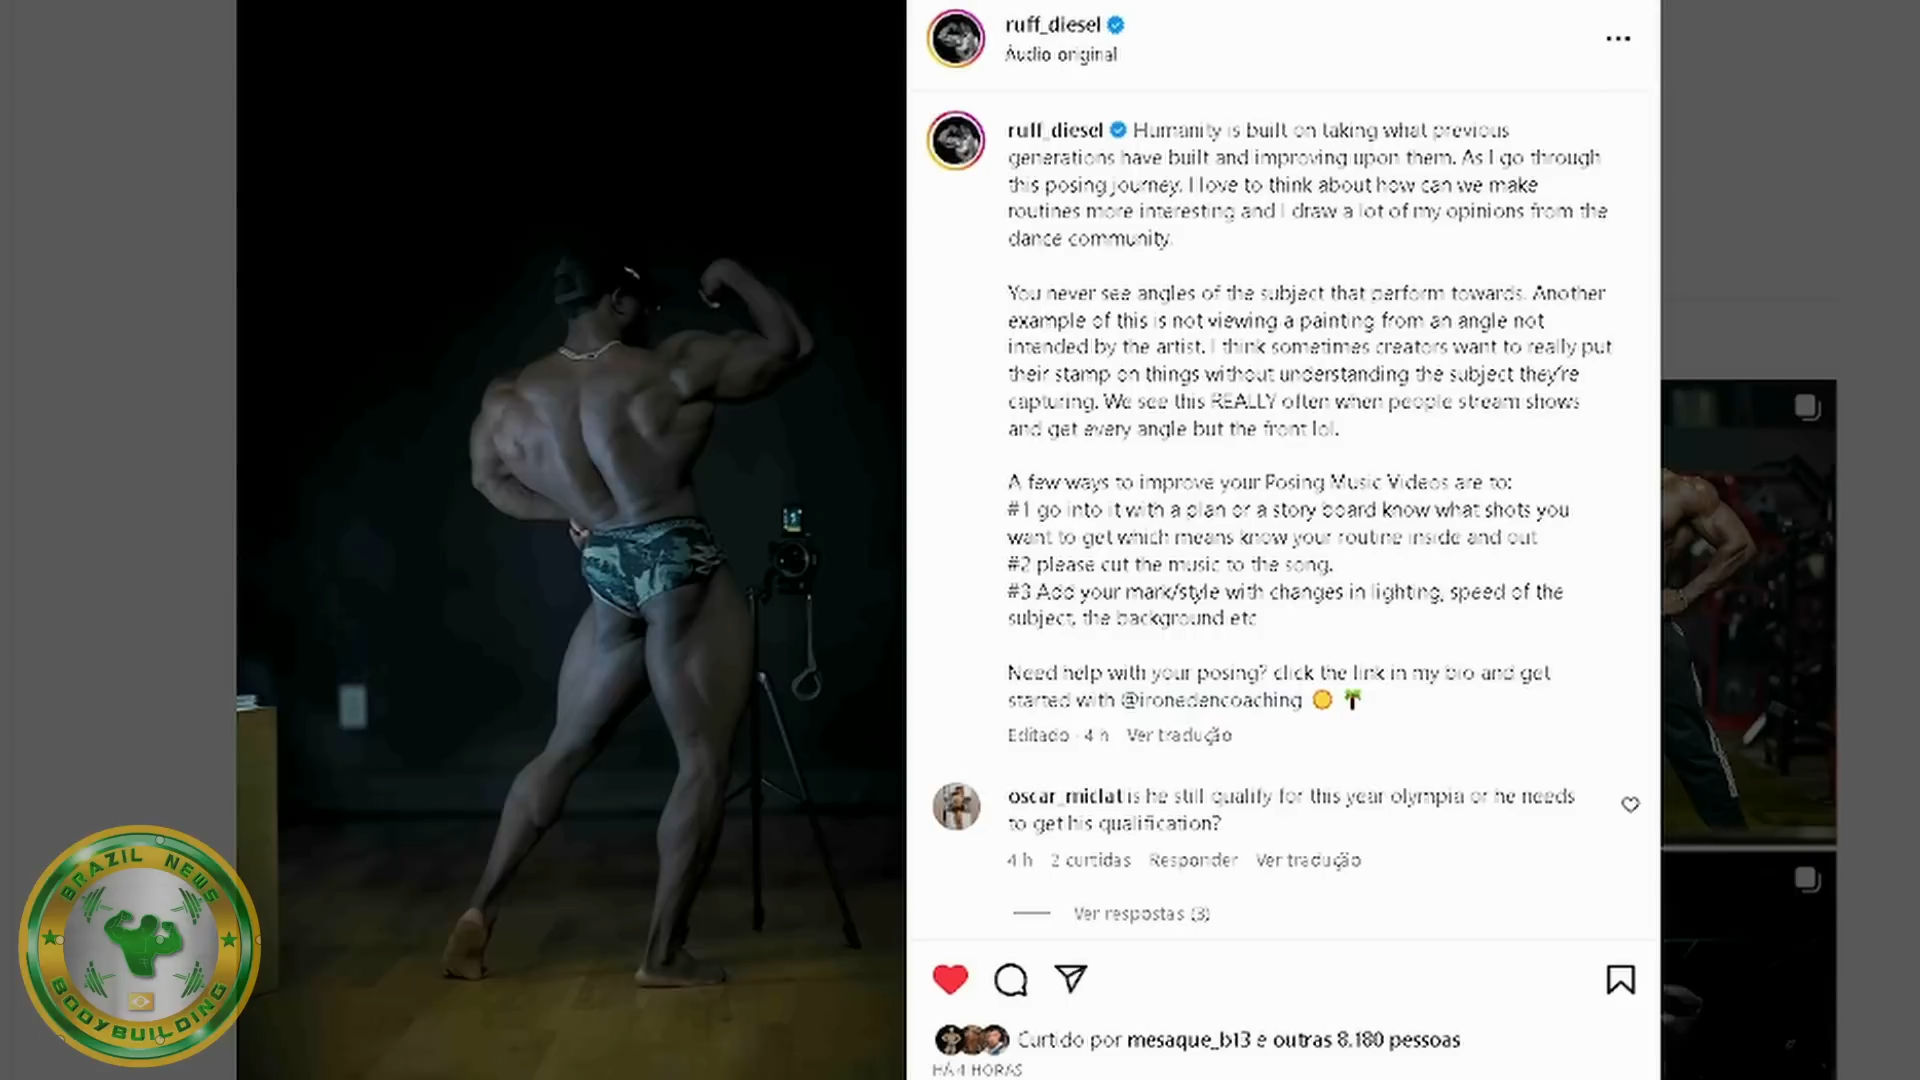 ruff_diesel
Áudio original
ruff_diesel Humanity is built on taking what previous
generations have built and improving upon them. As I go through
this posing journey. I love to think about how can we make
routines more interesting and I draw a lot of my opinions from the
dance community.
You never see angles of the subject that perform towards. Another
example of this is not viewing a painting from an angle not
intended by the artist. I think sometimes creators want to really put
their stamp on things without understanding the subject they're
capturing. We see this REALLY often when people stream shows
and get every angle but the front lol.
A few ways to improve your Posing Music Videos are to:
#1 go into it with a plan or a story board know what shots you
want to get which means know your routine inside and out
#2 please cut the music to the song.
#3 Add your mark/style with changes in lighting, speed of the
subject, the background etc
Need help with your posing? click the link in my bio and get
started with @ironedencoaching
Editado · 4 h Ver tradução
oscar_miclat is he still qualify for this year olympia or he needs
to get his qualification?
4 h 2 curtidas Responder Ver tradução
Ver respostas (3)
Curtido por mesaque_b13 e outras 8.180 pessoas
HÁ 4 HORAS
BRAZIL NEWS
BODYBUILDING